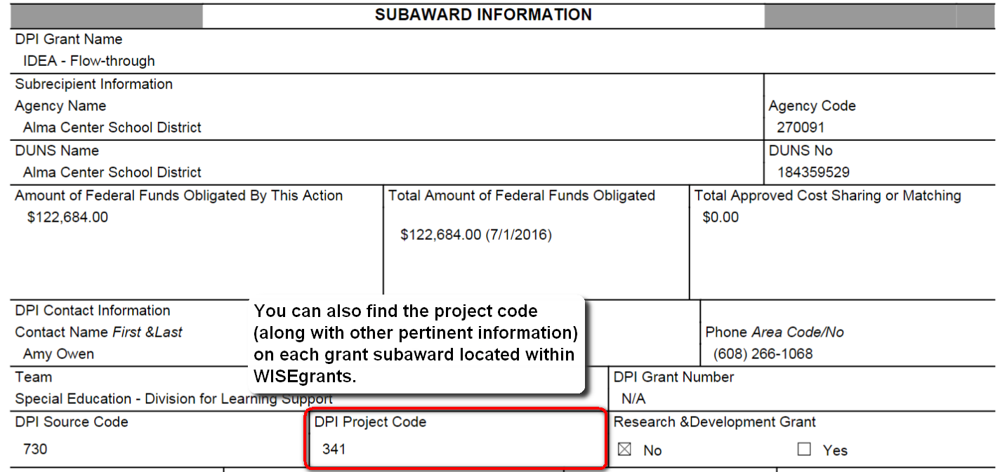 SUBAWARD INFORMATION
DPI Grant Name
IDEA - Flow-through
Subrecipient Information
Agency Name
Agency Code
Alma Center School District
270091
DUNS Name
DUNS No
Alma Center School District
184359529
Amount of Federal Funds Obligated By This Action
Total Amount of Federal Funds Obligated
Total Approved Cost Sharing or Matching
$122,684.00
$0.00
$122,684.00 (7/1/2016)
DPI Contact Information
Contact Name First &Last
Phone Area Code/No
Amy Owen
(608) 266-1068
You can also find the project code
(along with other pertinent information)
on each grant subaward located within
WISEgrants.
Team
DPI Grant Number
Special Education - Division for Learning Support
N/A
DPI Source Code
DPI Project Code
Research &Development Grant
730
341
☒ No
☐ Yes